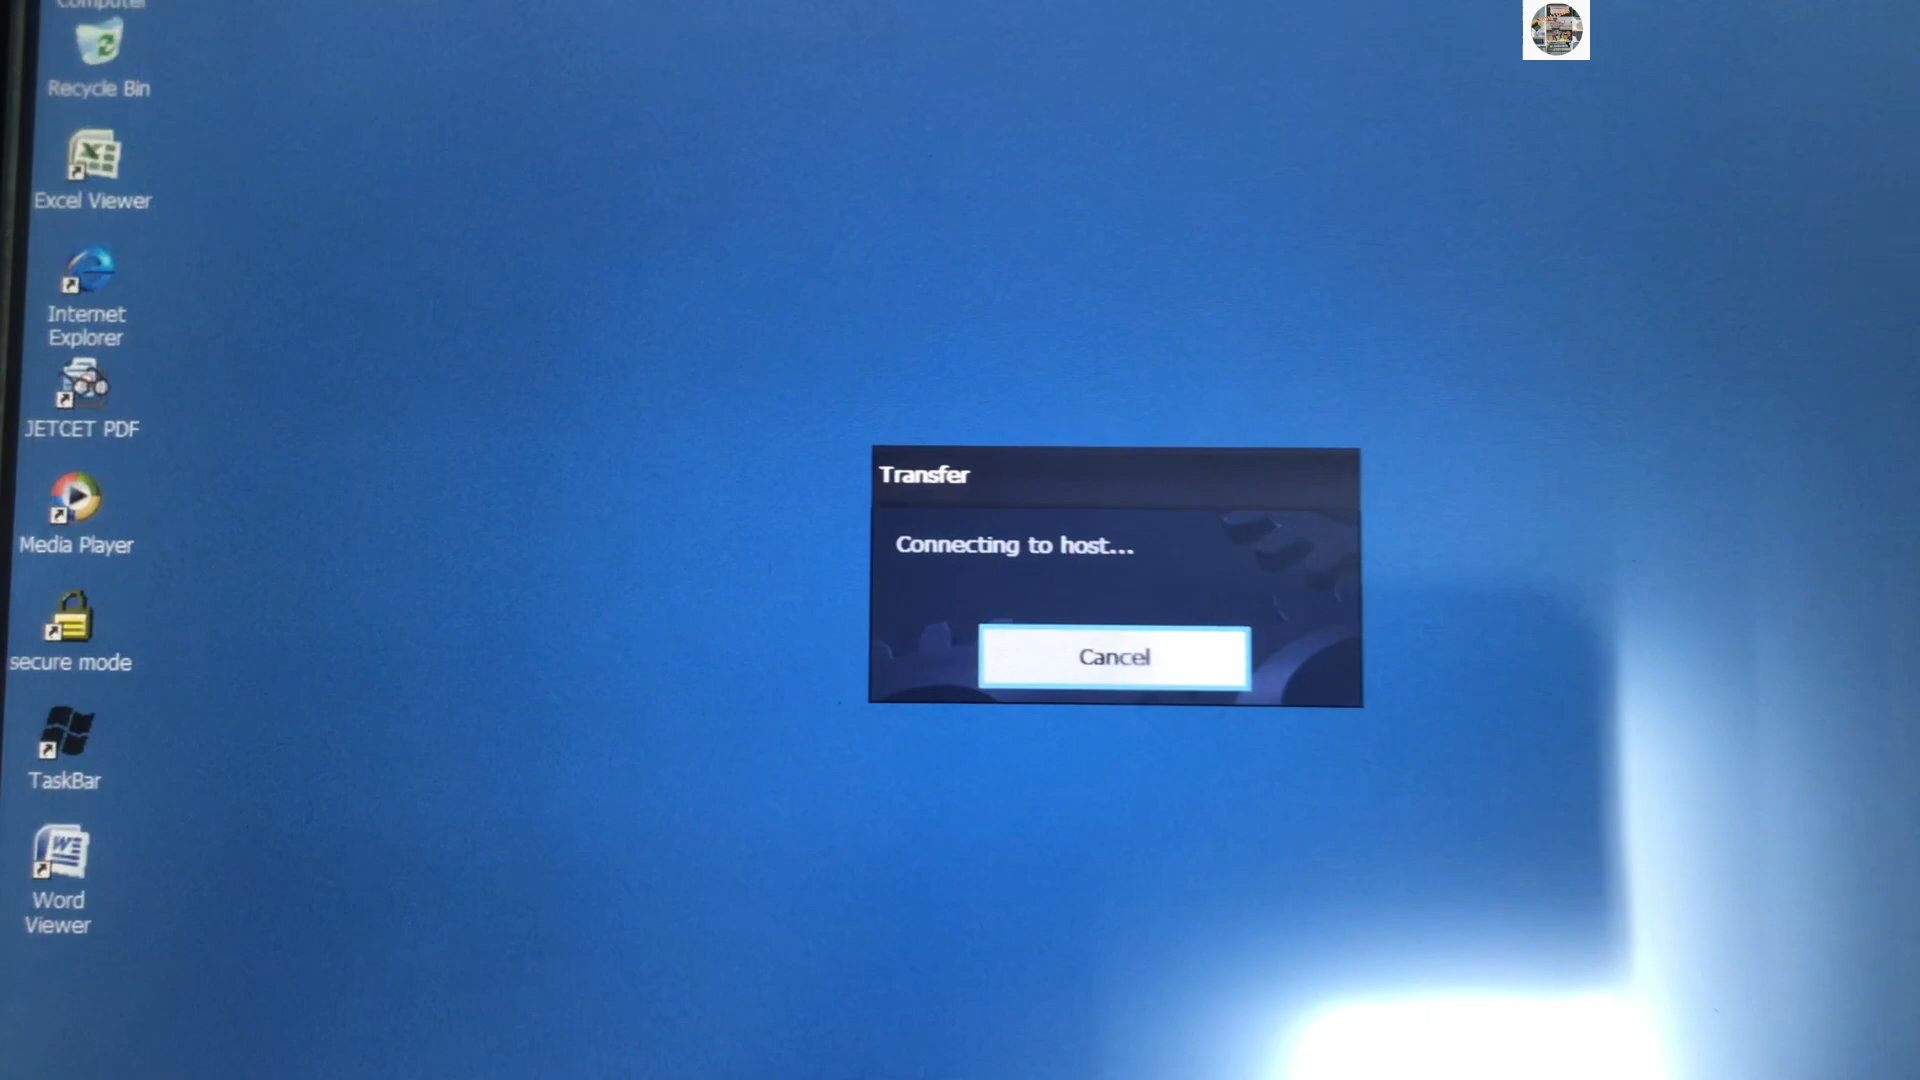 Computer
Recycle Bin
Excel Viewer
Internet
Explorer
JETCET PDF
Media Player
secure mode
TaskBar
Word
Viewer
Transfer
Connecting to host...
Cancel